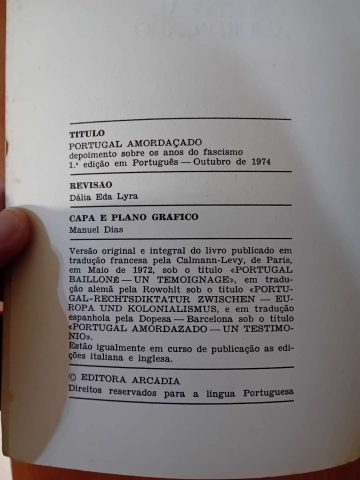 TITULO
PORTUGAL AMORDAÇADO
depoimento sobre os anos do fascismo
1.ª edição em Português — Outubro de 1974
REVISAO
Dália Eda Lyra
CAPA E PLANO GRAFICO
Manuel Dias
Versão original e integral do livro publicado em
tradução francesa pela Calmann-Levy, de Paris,
em Maio de 1972, sob o título «PORTUGAL
BAILLONÉ — UN TEMOIGNAGE», em tradu-
ção alemã pela Rowohlt sob o título «PORTU-
GAL-RECHTSDIKTATUR ZWISCHEN — EU-
ROPA UND KOLONIALISMUS, e em tradução
espanhola pela Dopesa — Barcelona sob o título
«PORTUGAL AMORDAZADO — UN TESTIMO-
NIO».
Estão igualmente em curso de publicação as edi-
ções italiana e inglesa.
© EDITORA ARCADIA
Direitos reservados para a língua Portuguesa